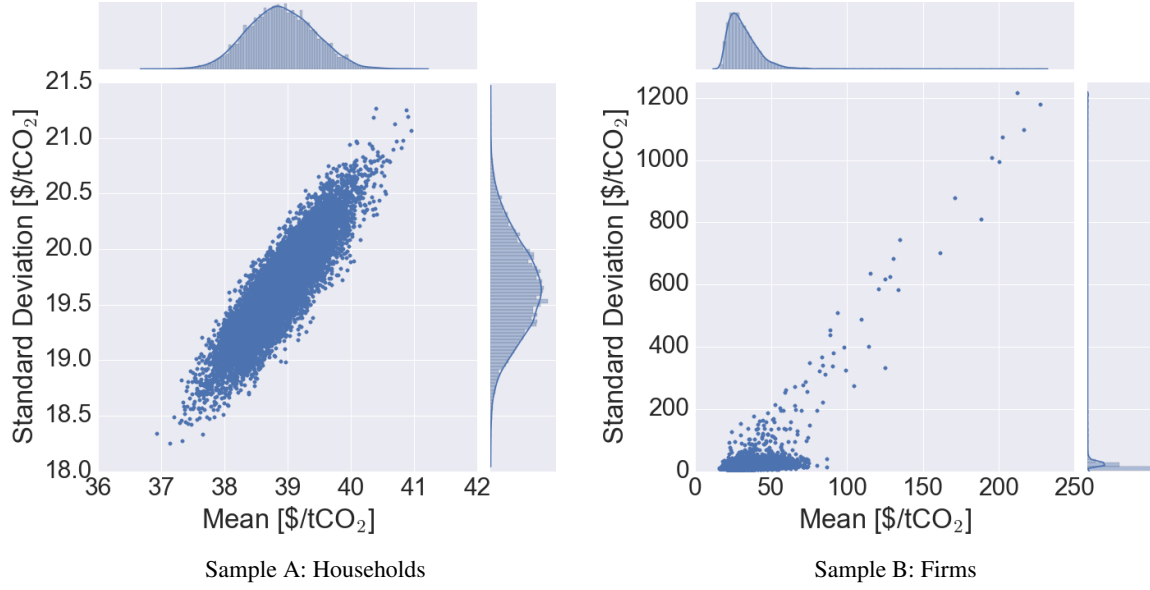 21.5
21.0
20.5
20.0
19.5
19.0
18.5
18.0
Standard Deviation [$/tCO₂]
36 37 38 39 40 41 42
Mean [$/tCO₂]
Sample A: Households
1200
1000
800
600
400
200
0
Standard Deviation [$/tCO₂]
0 50 100 150 200 250
Mean [$/tCO₂]
Sample B: Firms